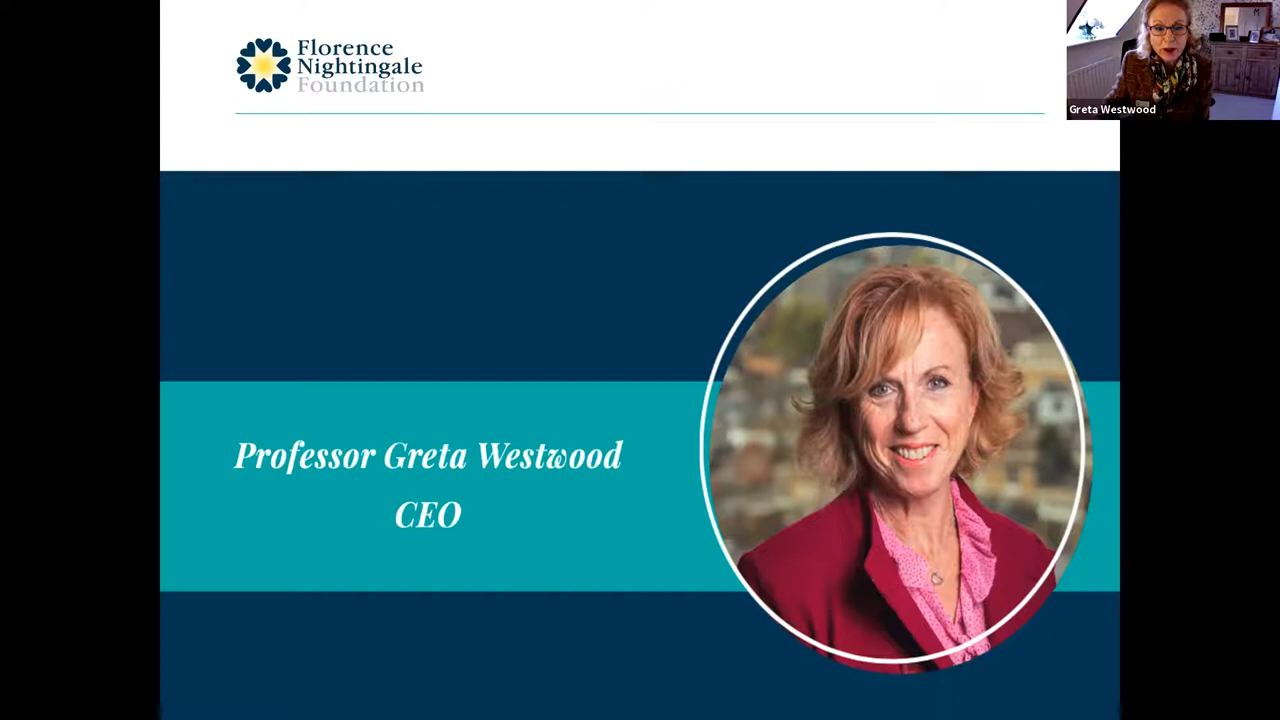 Florence
Nightingale
Foundation
Greta Westwood
Professor Greta Westwood
CEO